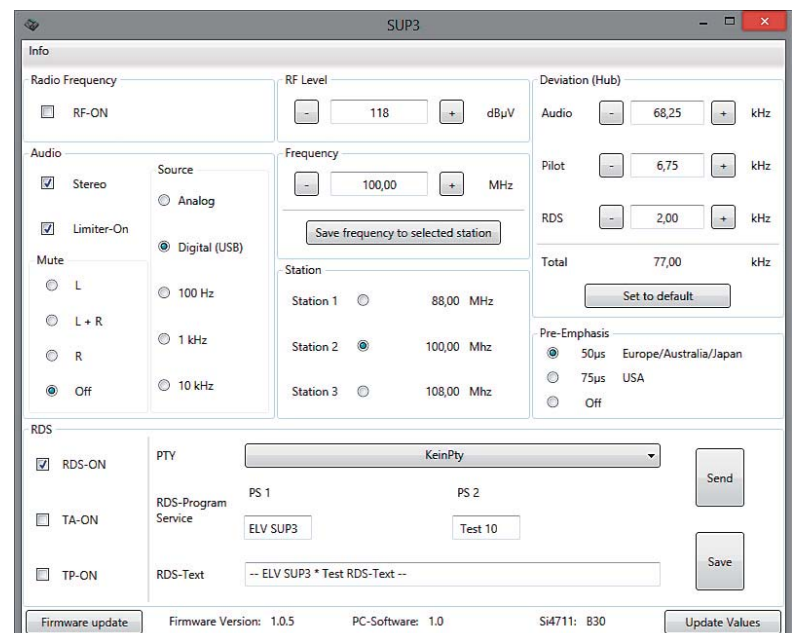 SUP3
Info
Radio Frequency
RF-ON
RF Level
- 118 + dBµV
Deviation (Hub)
Audio - 68,25 + kHz
Pilot - 6,75 + kHz
RDS - 2,00 + kHz
Total 77,00 kHz
Set to default
Audio
Stereo
Limiter-On
Mute
L
L + R
R
Off
Source
Analog
Digital (USB)
100 Hz
1 kHz
10 kHz
Frequency
- 100,00 + MHz
Save frequency to selected station
Station
Station 1 88,00 MHz
Station 2 100,00 Mhz
Station 3 108,00 Mhz
Pre-Emphasis
50µs Europe/Australia/Japan
75µs USA
Off
RDS
RDS-ON
TA-ON
TP-ON
PTY KeinPty
RDS-Program
Service
PS 1 PS 2
ELV SUP3 Test 10
RDS-Text -- ELV SUP3 * Test RDS-Text --
Send
Save
Firmware update Firmware Version: 1.0.5 PC-Software: 1.0 Si4711: B30 Update Values